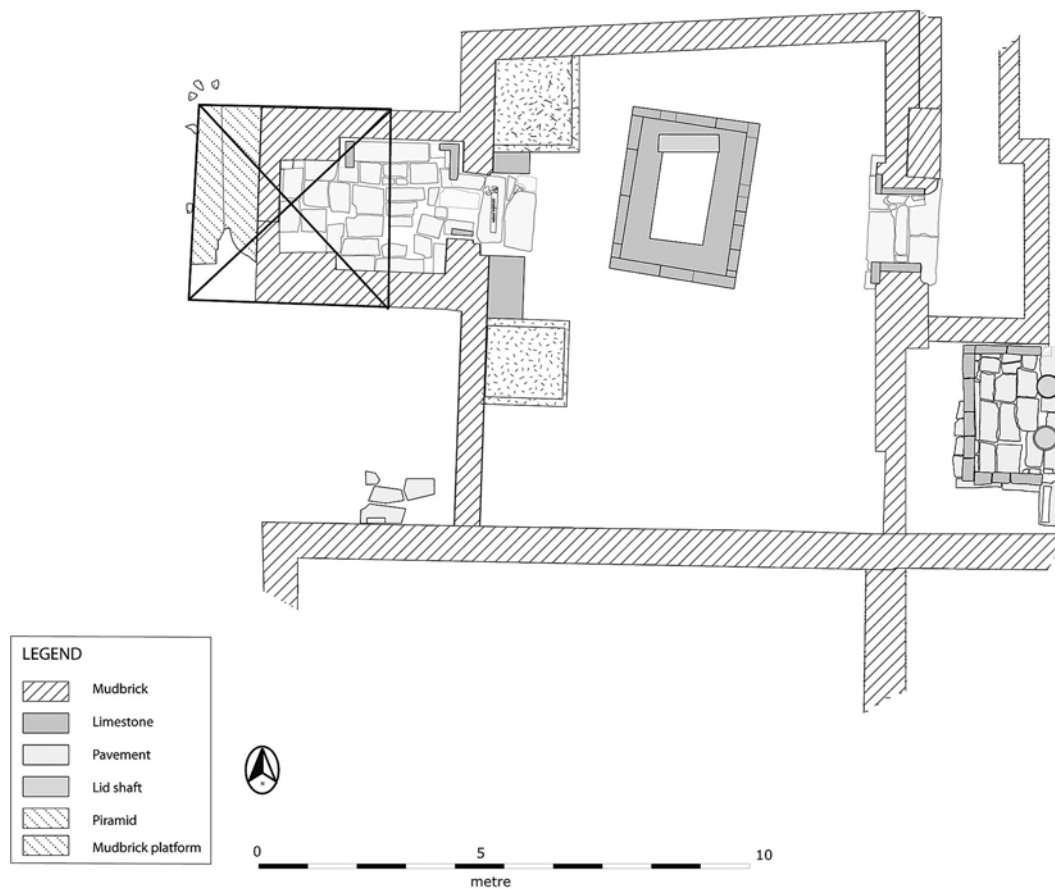 LEGEND
Mudbrick
Limestone
Pavement
Lid shaft
Piramid
Mudbrick platform
0 5 10
metre